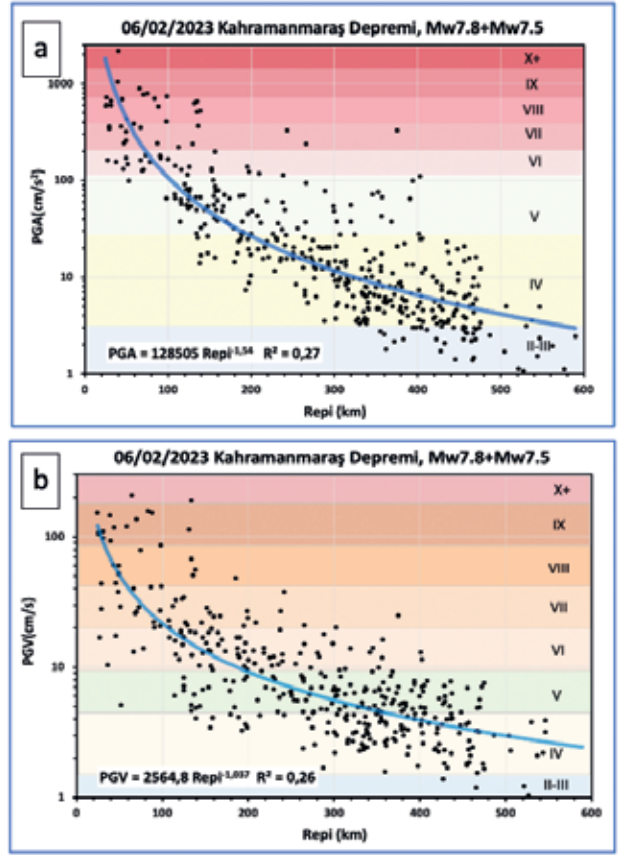 a
06/02/2023 Kahramanmaraş Depremi, Mw7.8+Mw7.5
X+
1000
IX
VIII
VII
VI
100
PGA(cm/s²)
V
10
IV
II-III
PGA = 128505 Repi-1,54 R² = 0,27
1
0 100 200 300 400 500 600
Repi (km)
b
06/02/2023 Kahramanmaraş Depremi, Mw7.8+Mw7.5
X+
100
IX
VIII
VII
PGV(cm/s)
VI
10
V
IV
PGV = 2564,8 Repi-1,037 R² = 0,26
II-III
1
0 100 200 300 400 500 600
Repi (km)